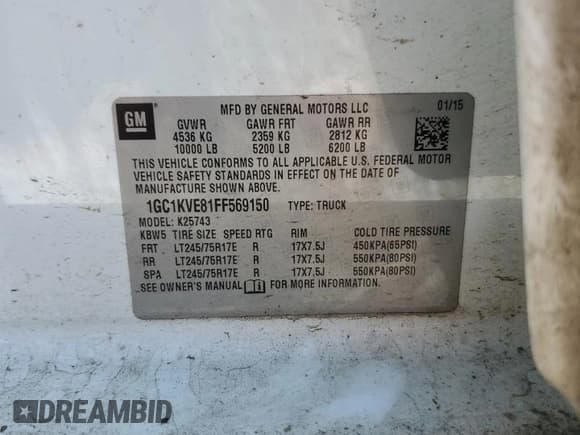 GM
MFD BY GENERAL MOTORS LLC 01/15
GVWR GAWR FRT GAWR RR
4536 KG 2359 KG 2812 KG
10000 LB 5200 LB 6200 LB
THIS VEHICLE CONFORMS TO ALL APPLICABLE U.S. FEDERAL MOTOR
VEHICLE SAFETY STANDARDS IN EFFECT ON THE DATE OF
MANUFACTURE SHOWN ABOVE.
1GC1KVE81FF569150 TYPE: TRUCK
MODEL: K25743
KBW5 TIRE SIZE SPEED RTG RIM COLD TIRE PRESSURE
FRT LT245/75R17E R 17X7.5J 450KPA(65PSI)
RR LT245/75R17E R 17X7.5J 550KPA(80PSI)
SPA LT245/75R17E R 17X7.5J 550KPA(80PSI)
SEE OWNER'S MANUAL FOR MORE INFORMATION.
DREAMBID